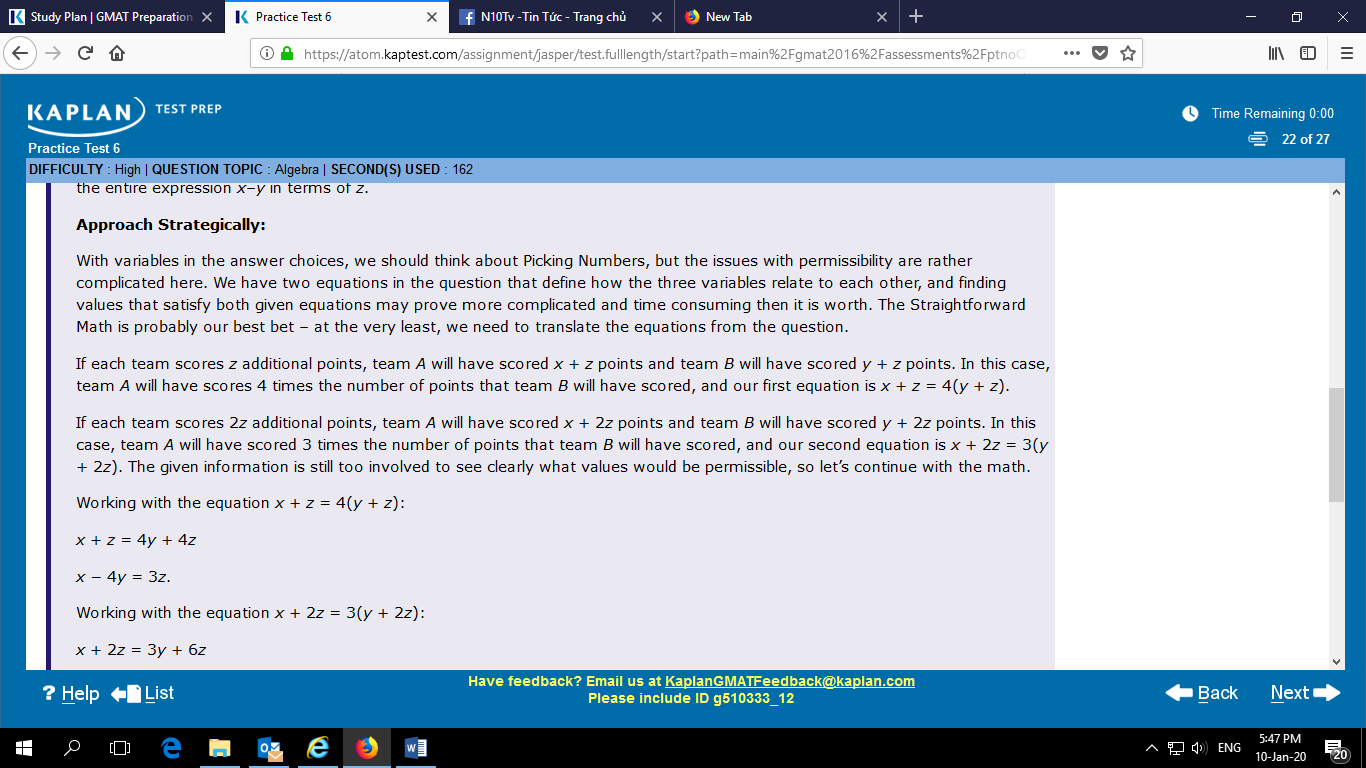 Study Plan | GMAT Preparation
Practice Test 6
N10Tv -Tin Tức - Trang chủ
New Tab
https://atom.kaptest.com/assignment/jasper/test.fulllength/start?path=main%2Fgmat2016%2Fassessments%2FptnoC
KAPLAN TEST PREP
Time Remaining 0:00
Practice Test 6
22 of 27
DIFFICULTY : High | QUESTION TOPIC : Algebra | SECOND(S) USED : 162
the entire expression x−y in terms of z.
Approach Strategically:
With variables in the answer choices, we should think about Picking Numbers, but the issues with permissibility are rather
complicated here. We have two equations in the question that define how the three variables relate to each other, and finding
values that satisfy both given equations may prove more complicated and time consuming then it is worth. The Straightforward
Math is probably our best bet – at the very least, we need to translate the equations from the question.
If each team scores z additional points, team A will have scored x + z points and team B will have scored y + z points. In this case,
team A will have scores 4 times the number of points that team B will have scored, and our first equation is x + z = 4(y + z).
If each team scores 2z additional points, team A will have scored x + 2z points and team B will have scored y + 2z points. In this
case, team A will have scored 3 times the number of points that team B will have scored, and our second equation is x + 2z = 3(y
+ 2z). The given information is still too involved to see clearly what values would be permissible, so let’s continue with the math.
Working with the equation x + z = 4(y + z):
x + z = 4y + 4z
x − 4y = 3z.
Working with the equation x + 2z = 3(y + 2z):
x + 2z = 3y + 6z
? Help
List
Have feedback? Email us at KaplanGMATFeedback@kaplan.com
Please include ID g510333_12
Back
Next
ENG
5:47 PM
10-Jan-20
20